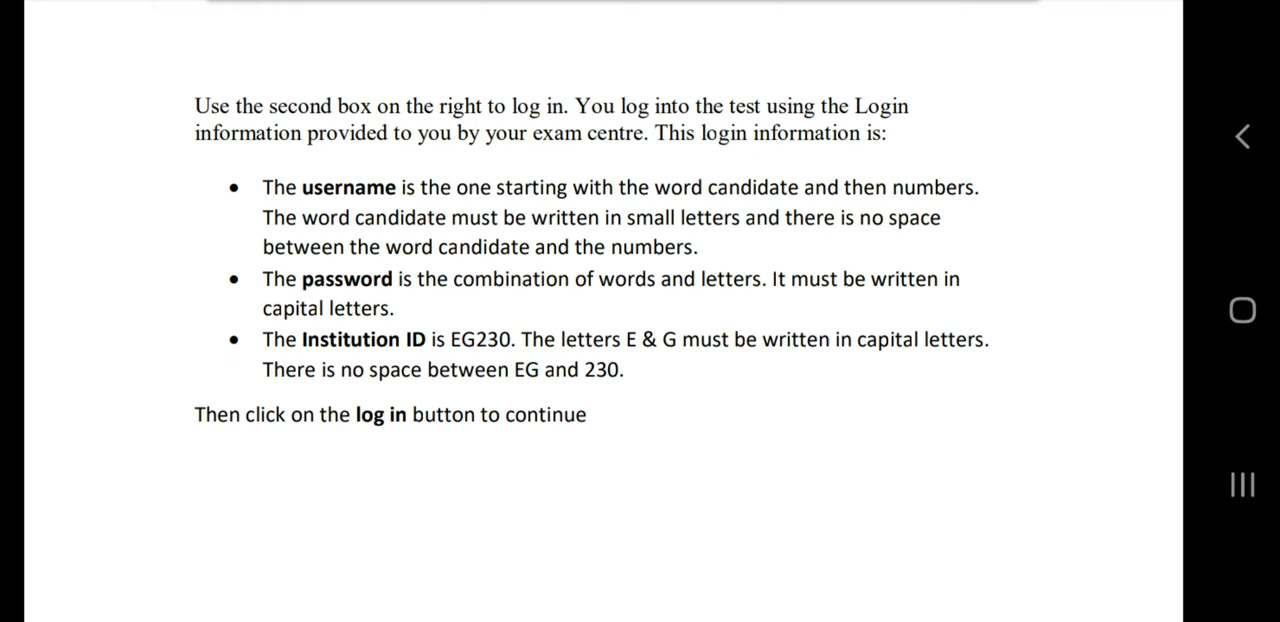 Use the second box on the right to log in. You log into the test using the Login
information provided to you by your exam centre. This login information is:
• The username is the one starting with the word candidate and then numbers.
The word candidate must be written in small letters and there is no space
between the word candidate and the numbers.
• The password is the combination of words and letters. It must be written in
capital letters.
• The Institution ID is EG230. The letters E & G must be written in capital letters.
There is no space between EG and 230.
Then click on the log in button to continue